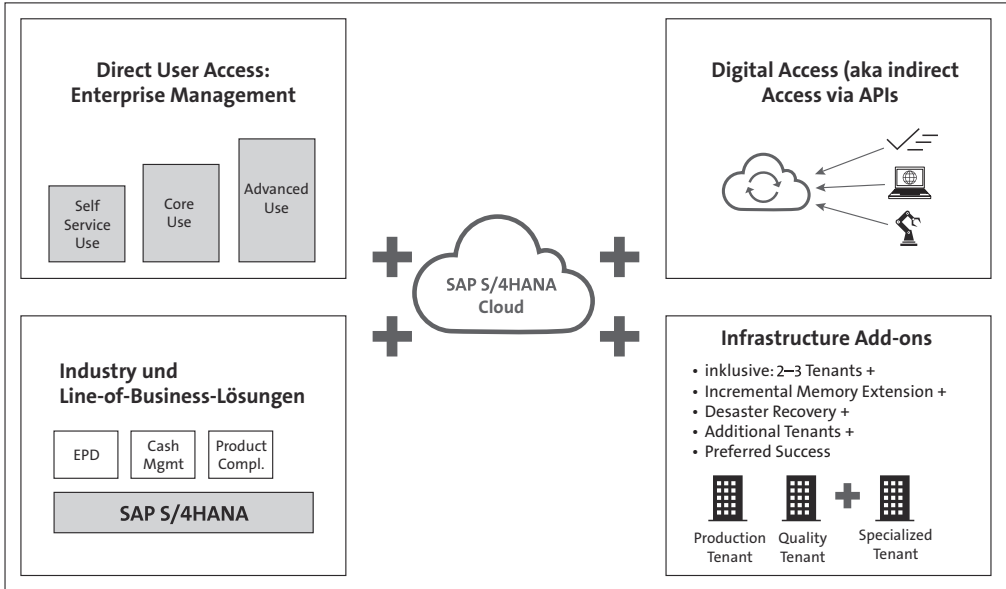 Direct User Access:
Enterprise Management
Self
Service
Use
Core
Use
Advanced
Use
Digital Access (aka indirect
Access via APIs
SAP S/4HANA
Cloud
Industry und
Line-of-Business-Lösungen
EPD
Cash
Mgmt
Product
Compl.
SAP S/4HANA
Infrastructure Add-ons
• inklusive: 2–3 Tenants +
• Incremental Memory Extension +
• Desaster Recovery +
• Additional Tenants +
• Preferred Success
Production
Tenant
Quality
Tenant
Specialized
Tenant